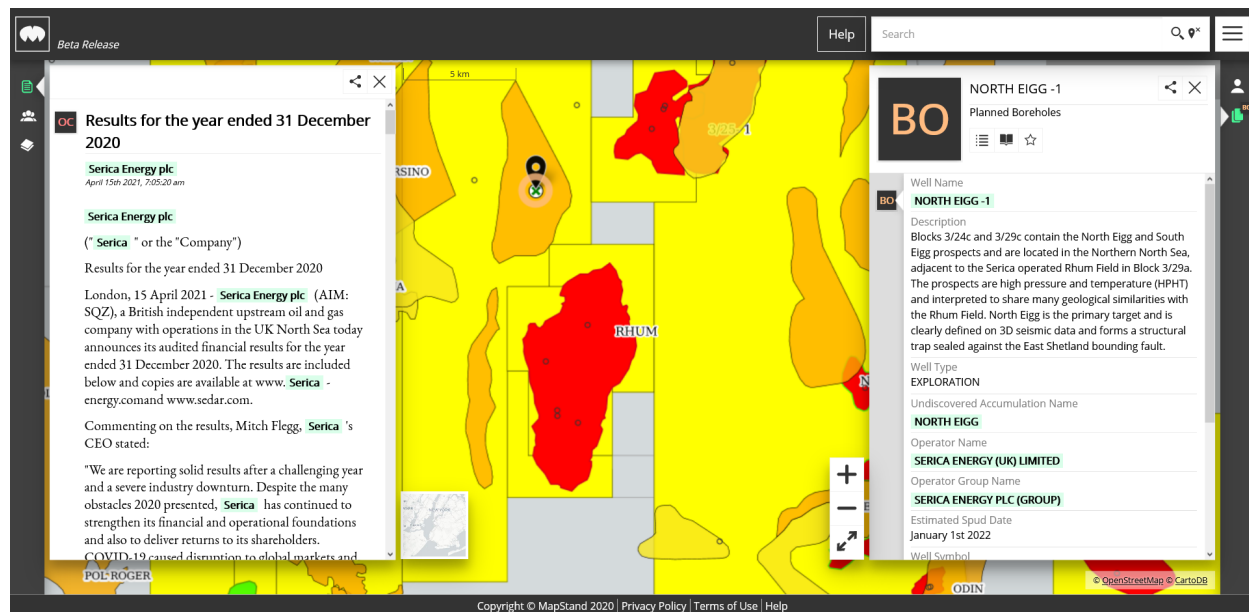 Beta Release
Help
Search
5 km
OC
Results for the year ended 31 December
2020
Serica Energy plc
April 15th 2021, 7:05:20 am
Serica Energy plc
(" Serica " or the "Company")
Results for the year ended 31 December 2020
London, 15 April 2021 - Serica Energy plc (AIM:
SQZ), a British independent upstream oil and gas
company with operations in the UK North Sea today
announces its audited financial results for the year
ended 31 December 2020. The results are included
below and copies are available at www. Serica -
energy.comand www.sedar.com.
Commenting on the results, Mitch Flegg, Serica 's
CEO stated:
"We are reporting solid results after a challenging year
and a severe industry downturn. Despite the many
obstacles 2020 presented, Serica has continued to
strengthen its financial and operational foundations
and also to deliver returns to its shareholders.
COVID-19 caused disruption to global markets and
RSINO
A
3/25- 1
RHUM
N
E
POL ROGER
ODIN
BO
NORTH EIGG -1
Planned Boreholes
BO
BO
Well Name
NORTH EIGG -1
Description
Blocks 3/24c and 3/29c contain the North Eigg and South
Eigg prospects and are located in the Northern North Sea,
adjacent to the Serica operated Rhum Field in Block 3/29a.
The prospects are high pressure and temperature (HPHT)
and interpreted to share many geological similarities with
the Rhum Field. North Eigg is the primary target and is
clearly defined on 3D seismic data and forms a structural
trap sealed against the East Shetland bounding fault.
Well Type
EXPLORATION
Undiscovered Accumulation Name
NORTH EIGG
Operator Name
SERICA ENERGY (UK) LIMITED
Operator Group Name
SERICA ENERGY PLC (GROUP)
Estimated Spud Date
January 1st 2022
Well Symbol
© OpenStreetMap © CartoDB
Copyright © MapStand 2020 | Privacy Policy | Terms of Use | Help